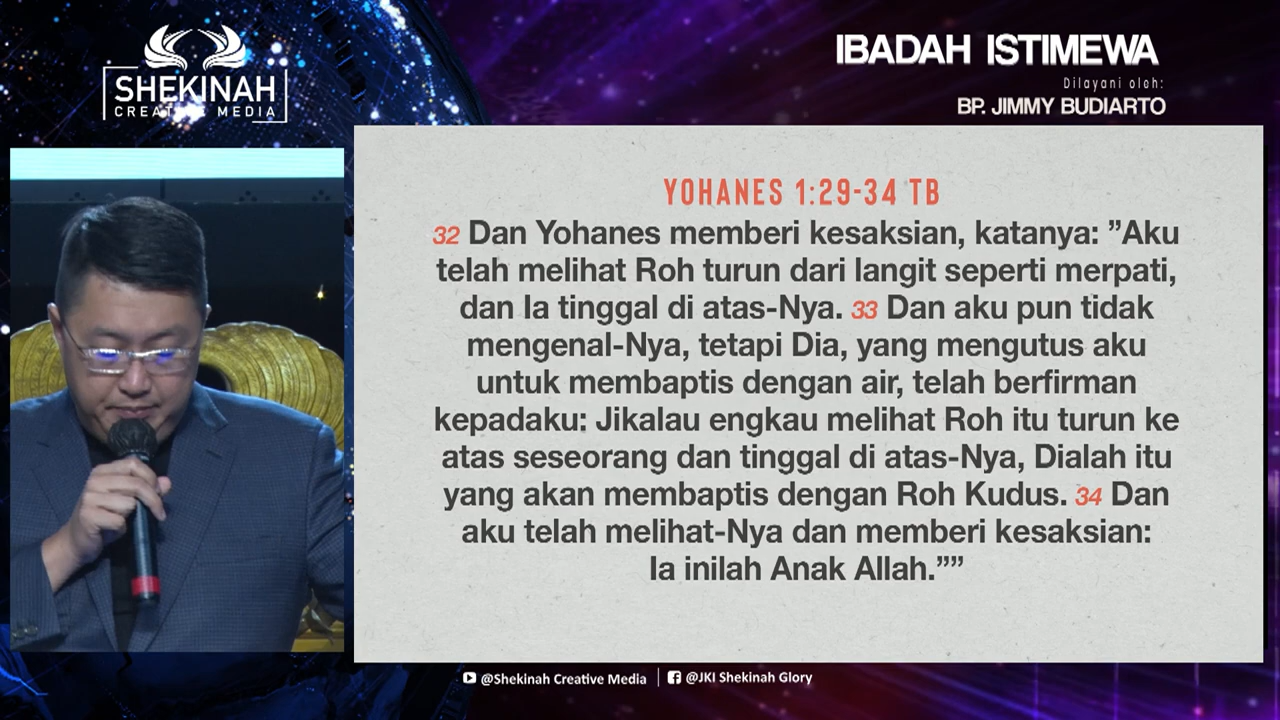 SHEKINAH
CREATIVE MEDIA
IBADAH ISTIMEWA
Dilayani oleh:
BP. JIMMY BUDIARTO
YOHANES 1:29-34 TB
32 Dan Yohanes memberi kesaksian, katanya: ”Aku
telah melihat Roh turun dari langit seperti merpati,
dan Ia tinggal di atas-Nya. 33 Dan aku pun tidak
mengenal-Nya, tetapi Dia, yang mengutus aku
untuk membaptis dengan air, telah berfirman
kepadaku: Jikalau engkau melihat Roh itu turun ke
atas seseorang dan tinggal di atas-Nya, Dialah itu
yang akan membaptis dengan Roh Kudus. 34 Dan
aku telah melihat-Nya dan memberi kesaksian:
Ia inilah Anak Allah.””
@Shekinah Creative Media | @JKI Shekinah Glory